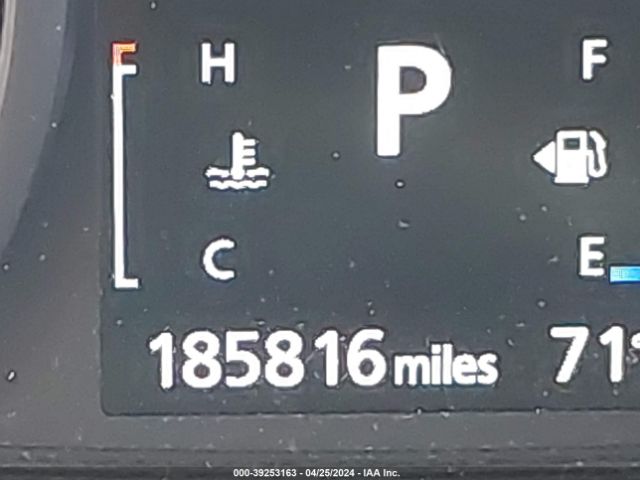 H P F
C E
185816 miles 71°
000-39253163 - 04/25/2024 - IAA Inc.